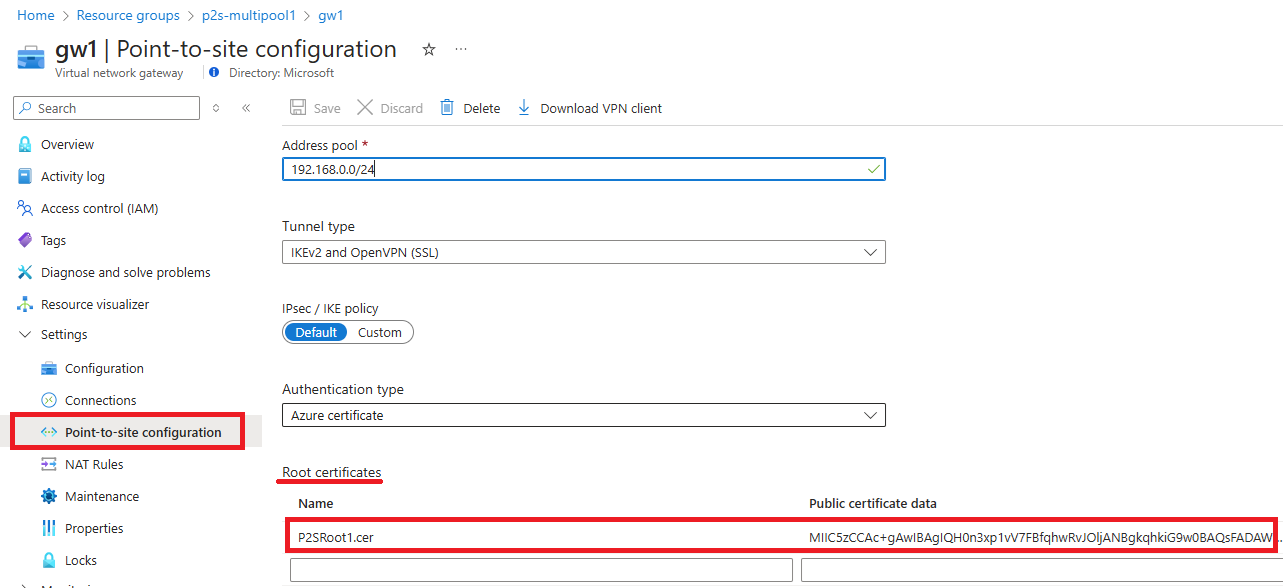 Home > Resource groups > p2s-multipool1 > gw1
gw1 | Point-to-site configuration ...
Virtual network gateway Directory: Microsoft
Search
Save Discard Delete Download VPN client
Overview
Activity log
Access control (IAM)
Tags
Diagnose and solve problems
Resource visualizer
Settings
Configuration
Connections
Point-to-site configuration
NAT Rules
Maintenance
Properties
Locks
Address pool *
192.168.0.0/24
Tunnel type
IKEv2 and OpenVPN (SSL)
IPsec / IKE policy
Default Custom
Authentication type
Azure certificate
Root certificates
Name Public certificate data
P2SRoot1.cer MIIC5zCCAc+gAwIBAgIQH0n3xp1vV7FBfqhwRvJOljANBgkqhkiG9w0BAQsFADAW...